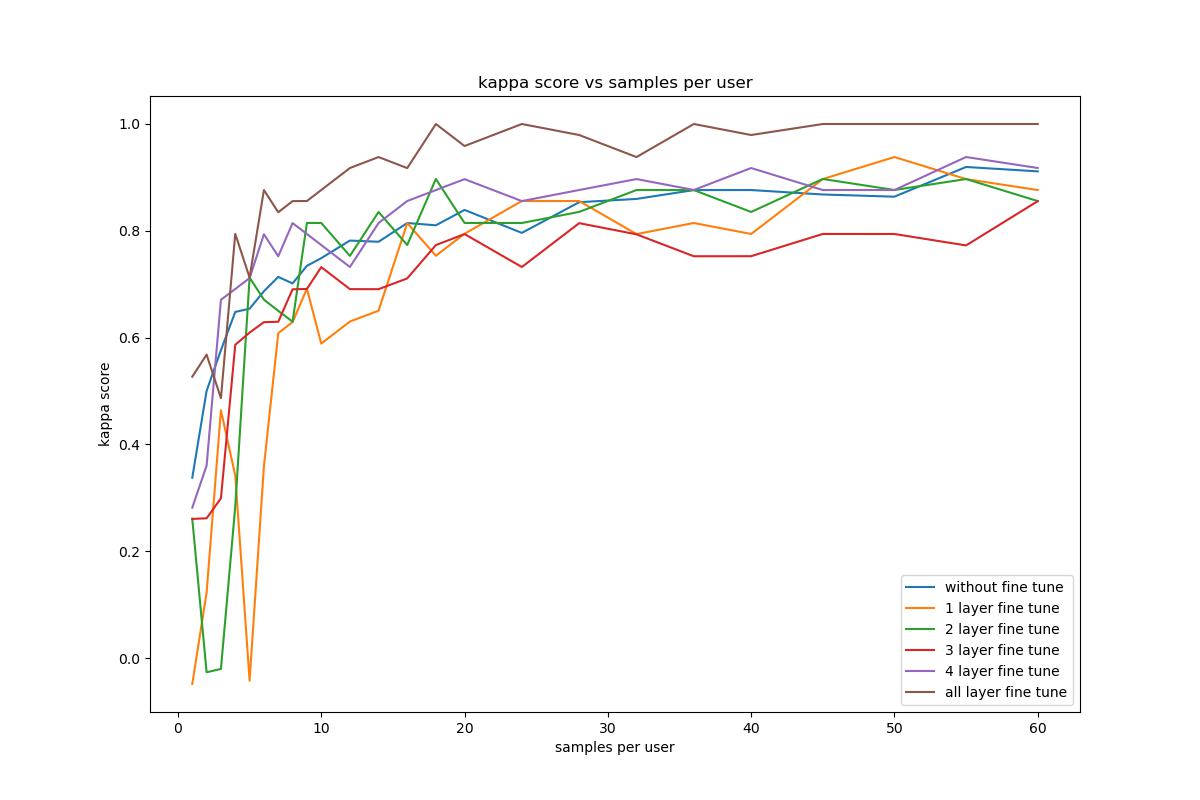 kappa score vs samples per user
1.0
0.8
0.6
0.4
0.2
0.0
kappa score
0 10 20 30 40 50 60
samples per user
without fine tune
1 layer fine tune
2 layer fine tune
3 layer fine tune
4 layer fine tune
all layer fine tune